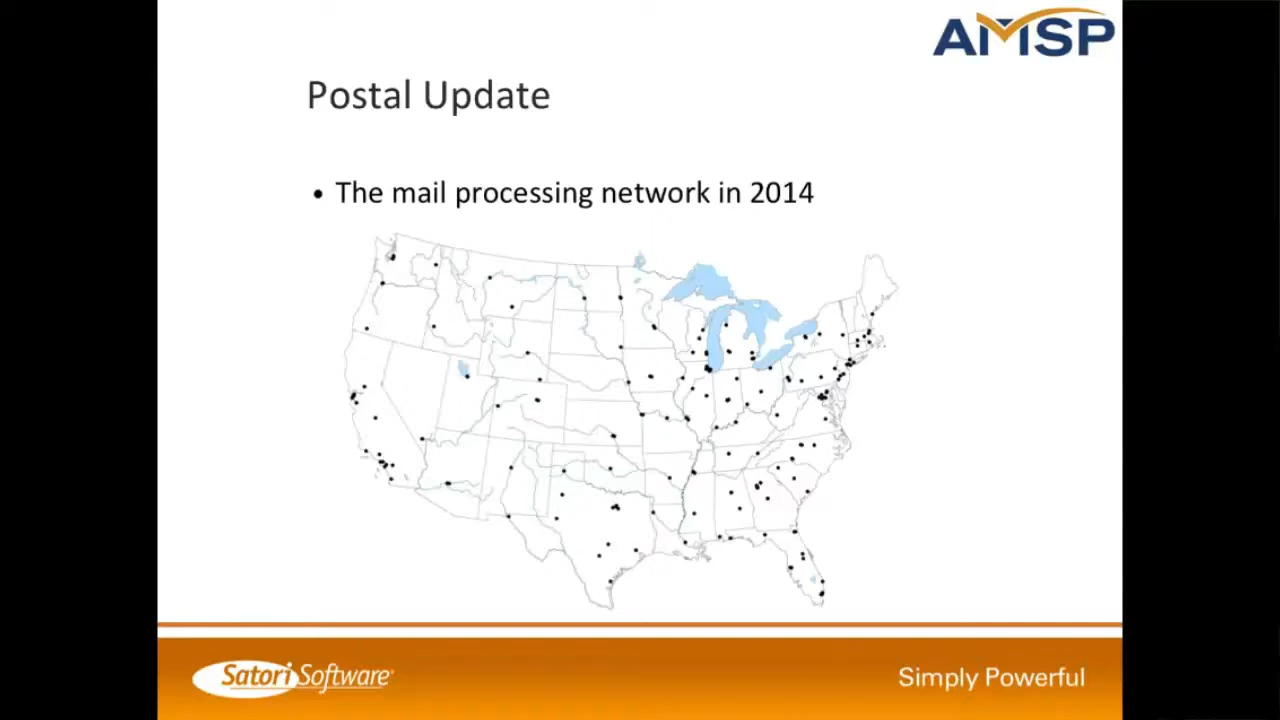 AMSP
Postal Update
• The mail processing network in 2014
Satori Software®
Simply Powerful